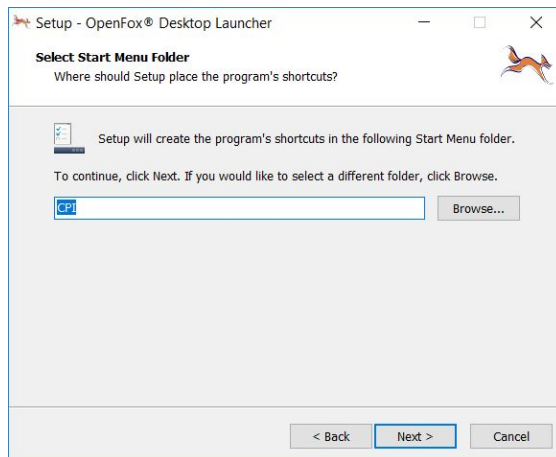 Setup - OpenFox® Desktop Launcher
Select Start Menu Folder
Where should Setup place the program's shortcuts?
Setup will create the program's shortcuts in the following Start Menu folder.
To continue, click Next. If you would like to select a different folder, click Browse.
CPI
Browse...
< Back
Next >
Cancel